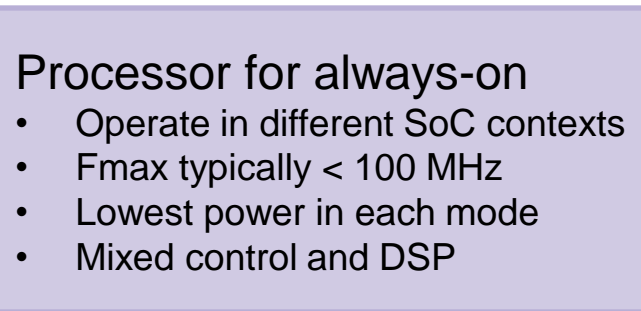 Processor for always-on
• Operate in different SoC contexts
• Fmax typically < 100 MHz
• Lowest power in each mode
• Mixed control and DSP